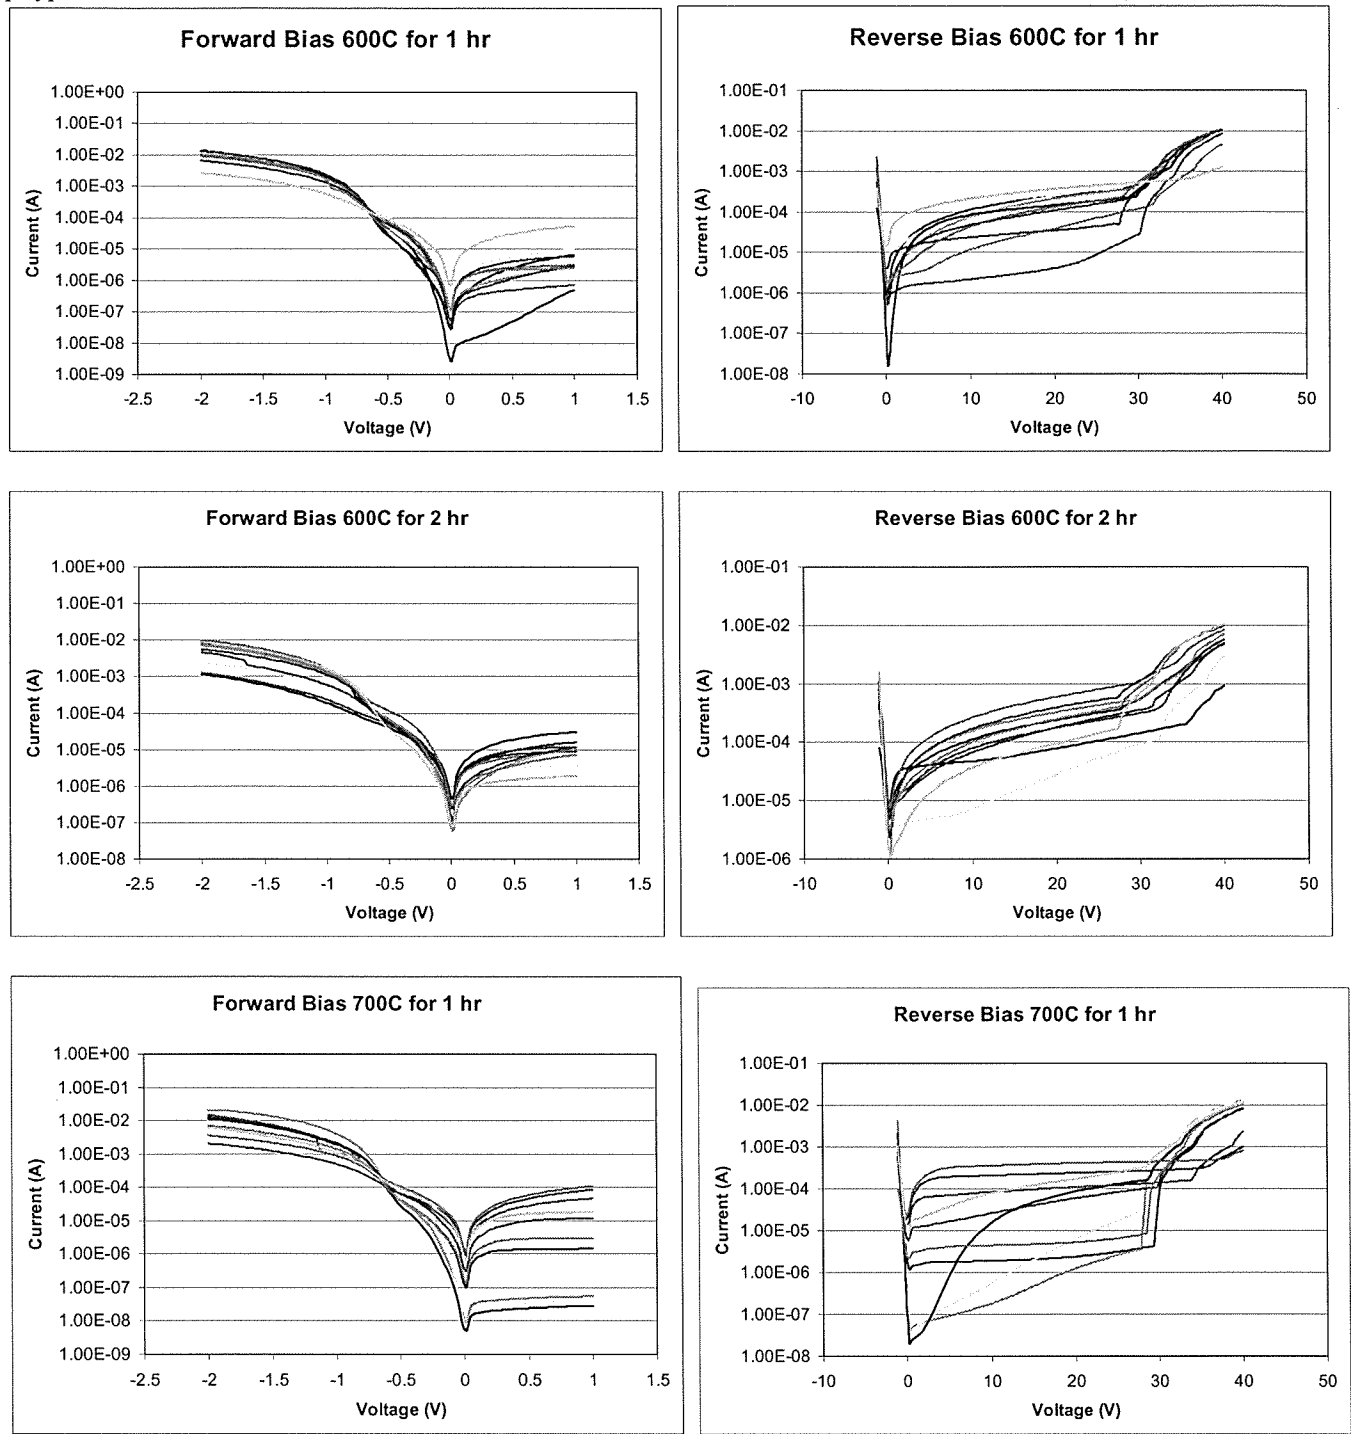 Forward Bias 600C for 1 hr
1.00E+00
1.00E-01
1.00E-02
1.00E-03
1.00E-04
1.00E-05
1.00E-06
1.00E-07
1.00E-08
1.00E-09
Current (A)
-2.5 -2 -1.5 -1 -0.5 0 0.5 1 1.5
Voltage (V)
Reverse Bias 600C for 1 hr
1.00E-01
1.00E-02
1.00E-03
1.00E-04
1.00E-05
1.00E-06
1.00E-07
1.00E-08
Current (A)
-10 0 10 20 30 40 50
Voltage (V)
Forward Bias 600C for 2 hr
1.00E+00
1.00E-01
1.00E-02
1.00E-03
1.00E-04
1.00E-05
1.00E-06
1.00E-07
1.00E-08
Current (A)
-2.5 -2 -1.5 -1 -0.5 0 0.5 1 1.5
Voltage (V)
Reverse Bias 600C for 2 hr
1.00E-01
1.00E-02
1.00E-03
1.00E-04
1.00E-05
1.00E-06
Current (A)
-10 0 10 20 30 40 50
Voltage (V)
Forward Bias 700C for 1 hr
1.00E+00
1.00E-01
1.00E-02
1.00E-03
1.00E-04
1.00E-05
1.00E-06
1.00E-07
1.00E-08
1.00E-09
Current (A)
-2.5 -2 -1.5 -1 -0.5 0 0.5 1 1.5
Voltage (V)
Reverse Bias 700C for 1 hr
1.00E-01
1.00E-02
1.00E-03
1.00E-04
1.00E-05
1.00E-06
1.00E-07
1.00E-08
Current (A)
-10 0 10 20 30 40 50
Voltage (V)